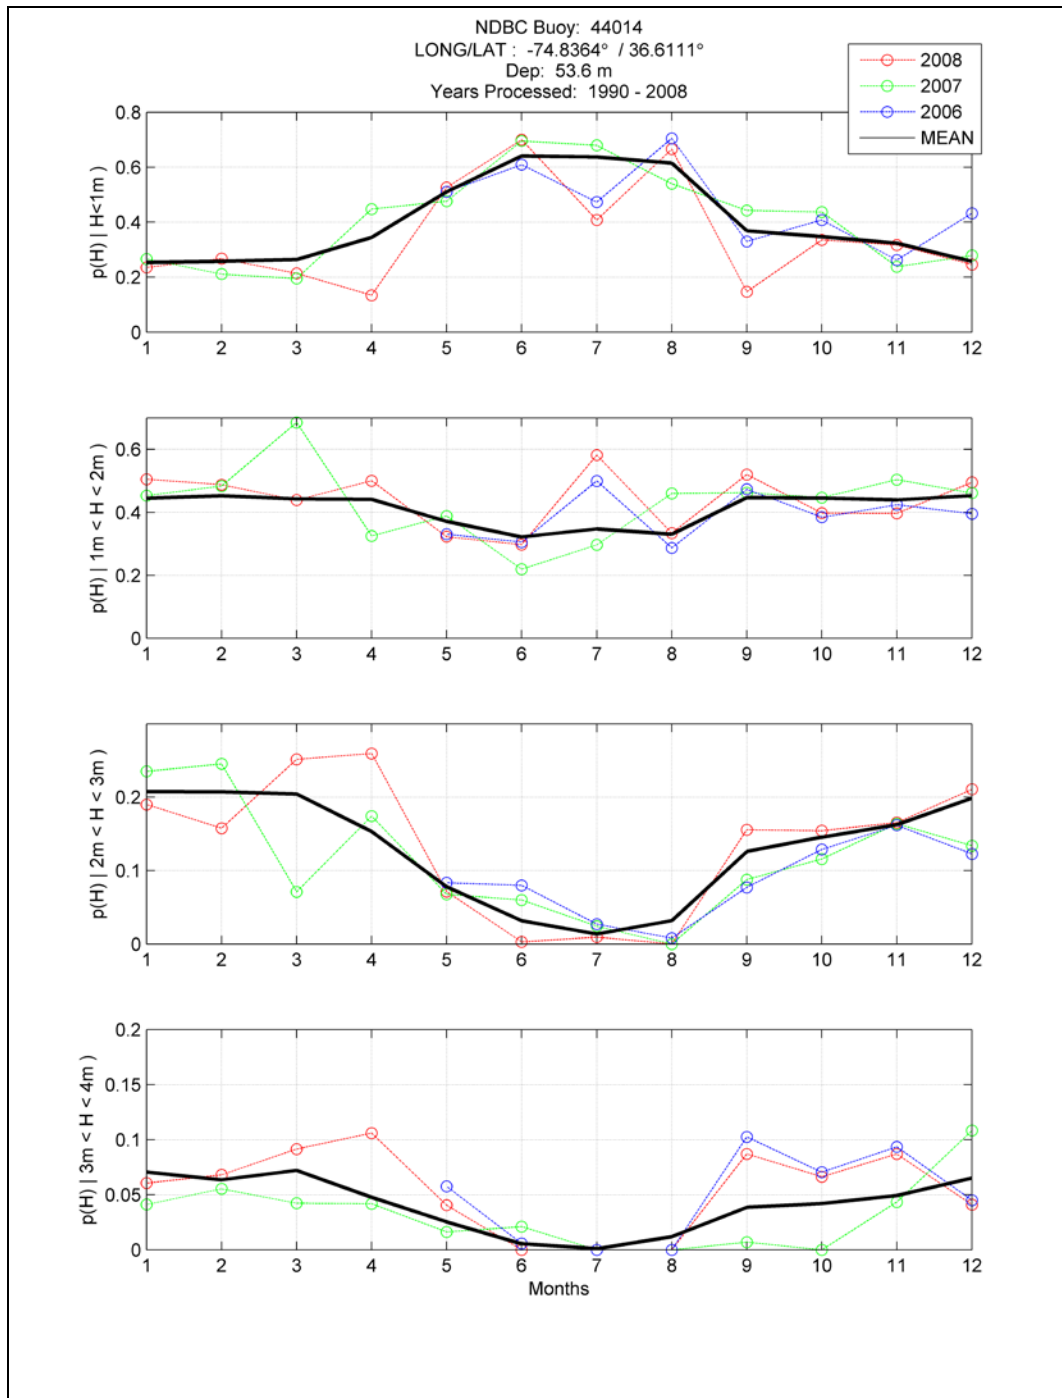 NDBC Buoy: 44014
LONG/LAT : -74.8364° / 36.6111°
Dep: 53.6 m
Years Processed: 1990 - 2008
2008
2007
2006
MEAN
p(H) | H<1m )
0.8
0.6
0.4
0.2
0
1 2 3 4 5 6 7 8 9 10 11 12
p(H) | 1m < H < 2m )
0.6
0.4
0.2
0
1 2 3 4 5 6 7 8 9 10 11 12
p(H) | 2m < H < 3m )
0.2
0.1
0
1 2 3 4 5 6 7 8 9 10 11 12
p(H) | 3m < H < 4m )
0.2
0.15
0.1
0.05
0
1 2 3 4 5 6 7 8 9 10 11 12
Months